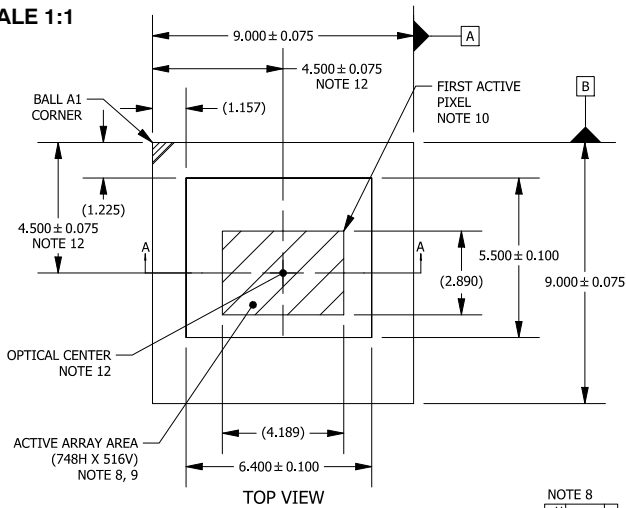 ALE 1:1
9.000 ± 0.075
A
4.500 ± 0.075
NOTE 12
FIRST ACTIVE
PIXEL
NOTE 10
B
BALL A1
CORNER
(1.157)
(1.225)
4.500 ± 0.075
NOTE 12
A
A
5.500 ± 0.100
(2.890)
9.000 ± 0.075
OPTICAL CENTER
NOTE 12
(4.189)
ACTIVE ARRAY AREA
(748H X 516V)
NOTE 8, 9
6.400 ± 0.100
TOP VIEW
NOTE 8